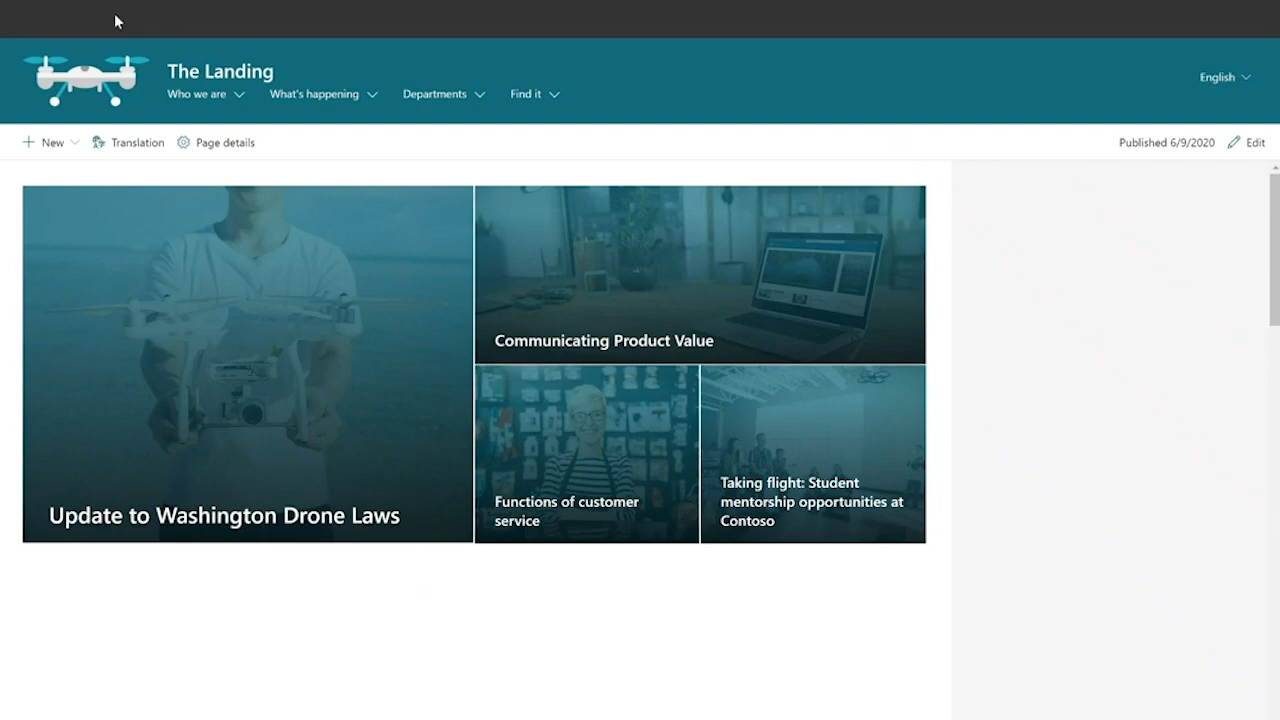 The Landing
Who we are
What's happening
Departments
Find it
English
New
Translation
Page details
Published 6/9/2020
Edit
Update to Washington Drone Laws
Communicating Product Value
Functions of customer
service
Taking flight: Student
mentorship opportunities at
Contoso